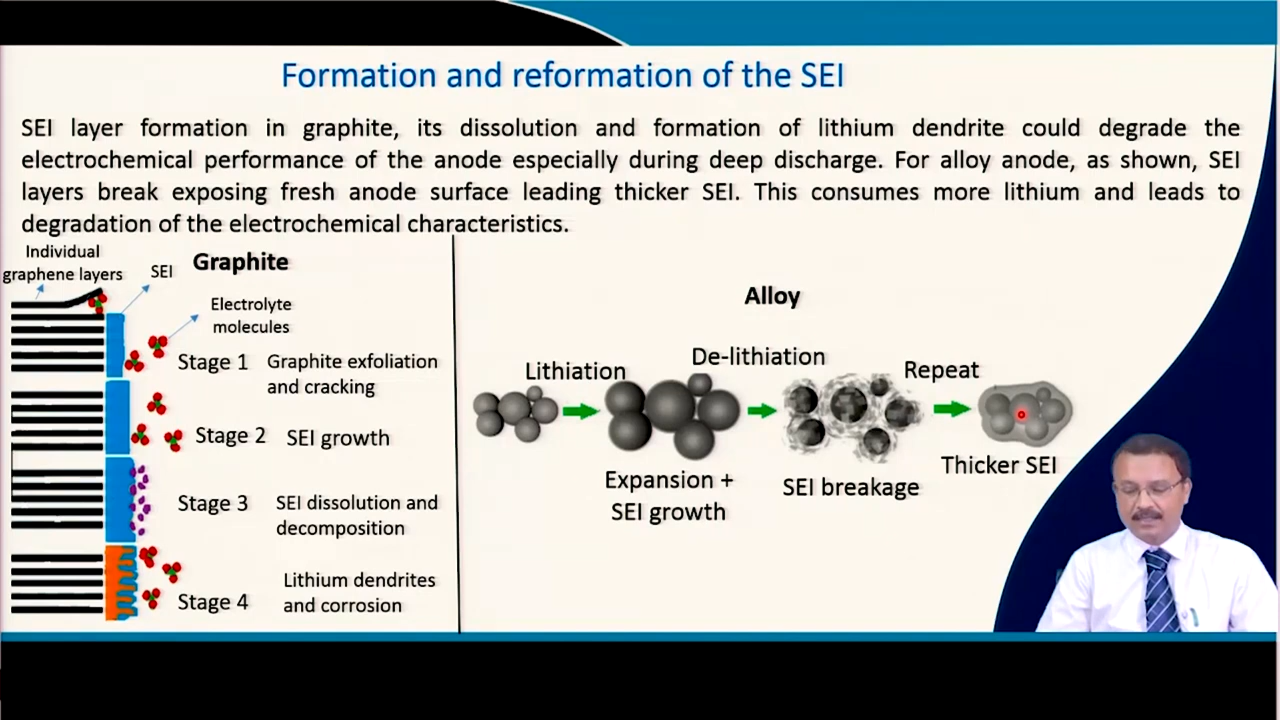 Formation and reformation of the SEI
SEI layer formation in graphite, its dissolution and formation of lithium dendrite could degrade the
electrochemical performance of the anode especially during deep discharge. For alloy anode, as shown, SEI
layers break exposing fresh anode surface leading thicker SEI. This consumes more lithium and leads to
degradation of the electrochemical characteristics.
Individual
graphene layers
SEI
Graphite
Electrolyte
molecules
Stage 1
Graphite exfoliation
and cracking
Stage 2
SEI growth
Stage 3
SEI dissolution and
decomposition
Stage 4
Lithium dendrites
and corrosion
Alloy
Lithiation
De-lithiation
Repeat
Expansion +
SEI growth
SEI breakage
Thicker SEI